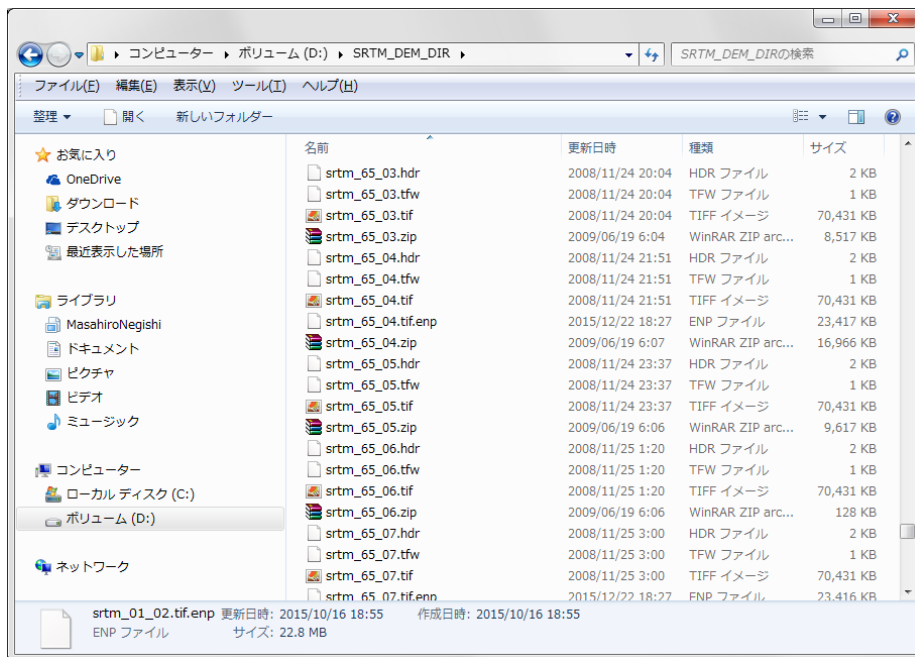 コンピューター ボリューム (D:) SRTM_DEM_DIR SRTM_DEM_DIRの検索
ファイル(F) 編集(E) 表示(V) ツール(T) ヘルプ(H)
整理 開く 新しいフォルダー
お気に入り
OneDrive
ダウンロード
デスクトップ
最近表示した場所
ライブラリ
MasahiroNegishi
ドキュメント
ピクチャ
ビデオ
ミュージック
コンピューター
ローカル ディスク (C:)
ボリューム (D:)
ネットワーク
名前 更新日時 種類 サイズ
srtm_65_03.hdr 2008/11/24 20:04 HDR ファイル 2 KB
srtm_65_03.tfw 2008/11/24 20:04 TFW ファイル 1 KB
srtm_65_03.tif 2008/11/24 20:04 TIFF イメージ 70,431 KB
srtm_65_03.zip 2009/06/19 6:04 WinRAR ZIP arc... 8,517 KB
srtm_65_04.hdr 2008/11/24 21:51 HDR ファイル 2 KB
srtm_65_04.tfw 2008/11/24 21:51 TFW ファイル 1 KB
srtm_65_04.tif 2008/11/24 21:51 TIFF イメージ 70,431 KB
srtm_65_04.tif.enp 2015/12/22 18:27 ENP ファイル 23,417 KB
srtm_65_04.zip 2009/06/19 6:07 WinRAR ZIP arc... 16,966 KB
srtm_65_05.hdr 2008/11/24 23:37 HDR ファイル 2 KB
srtm_65_05.tfw 2008/11/24 23:37 TFW ファイル 1 KB
srtm_65_05.tif 2008/11/24 23:37 TIFF イメージ 70,431 KB
srtm_65_05.zip 2009/06/19 6:06 WinRAR ZIP arc... 9,617 KB
srtm_65_06.hdr 2008/11/25 1:20 HDR ファイル 2 KB
srtm_65_06.tfw 2008/11/25 1:20 TFW ファイル 1 KB
srtm_65_06.tif 2008/11/25 1:20 TIFF イメージ 70,431 KB
srtm_65_06.zip 2009/06/19 6:06 WinRAR ZIP arc... 128 KB
srtm_65_07.hdr 2008/11/25 3:00 HDR ファイル 2 KB
srtm_65_07.tfw 2008/11/25 3:00 TFW ファイル 1 KB
srtm_65_07.tif 2008/11/25 3:00 TIFF イメージ 70,431 KB
srtm_65_07.tif.enp 2015/12/22 18:27 ENP ファイル 23,416 KB
srtm_01_02.tif.enp 更新日時: 2015/10/16 18:55 作成日時: 2015/10/16 18:55
ENP ファイル サイズ: 22.8 MB